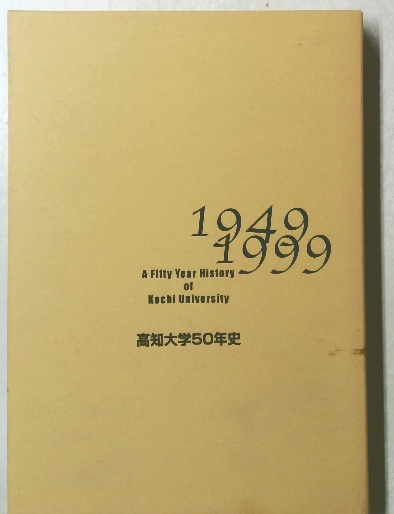 1949
1999
A Fifty Year History
of
Kochi University
高知大学50年史